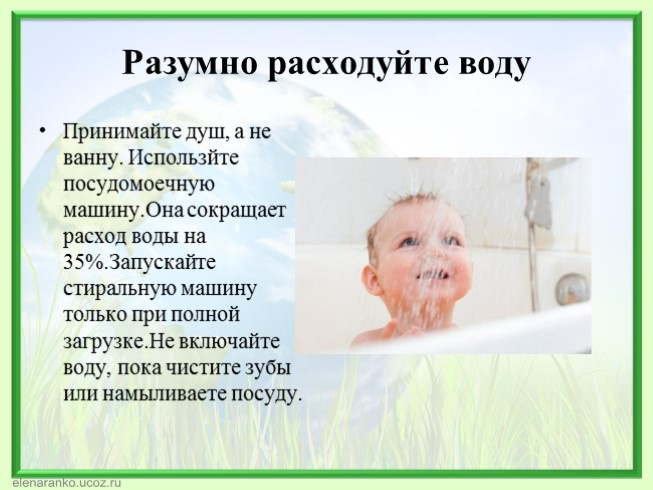 Разумно расходуйте воду
• Принимайте душ, а не
ванну. Использйте
посудомоечную
машину.Она сокращает
расход воды на
35%.Запускайте
стиральную машину
только при полной
загрузке.Не включайте
воду, пока чистите зубы
или намыливаете посуду.
elenaranko.ucoz.ru